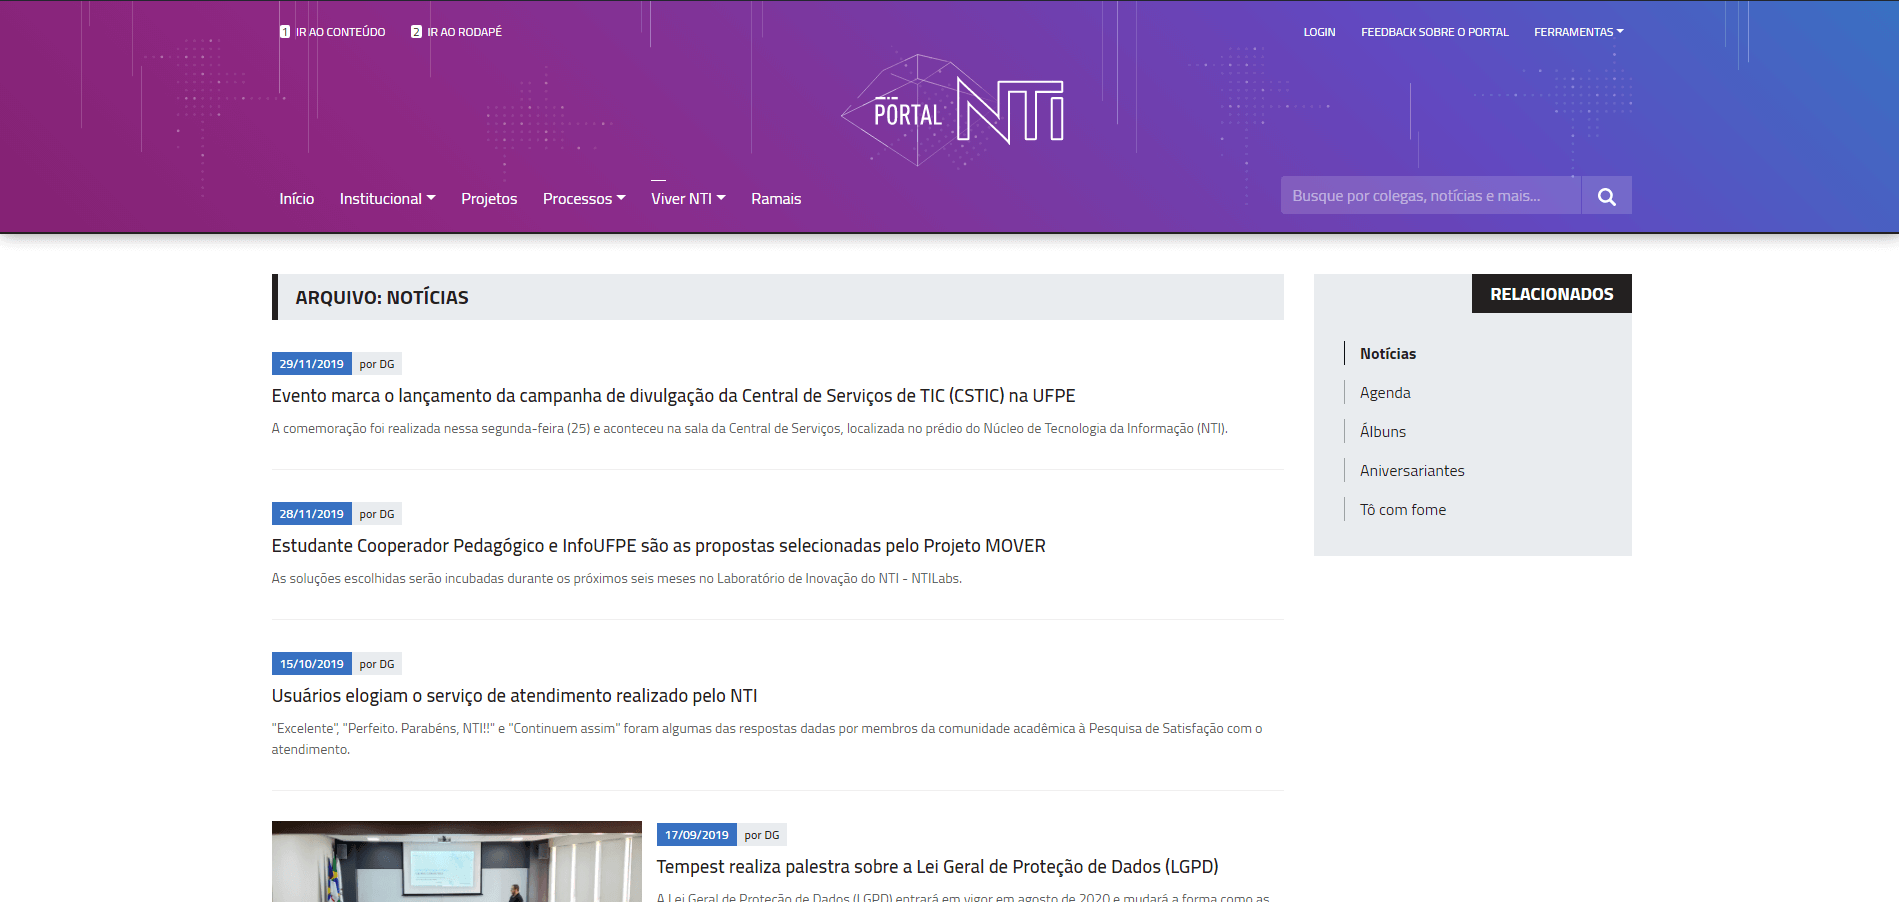 1 IR AO CONTEÚDO 2 IR AO RODAPÉ
LOGIN FEEDBACK SOBRE O PORTAL FERRAMENTAS
PORTAL NTI
Início Institucional Projetos Processos Viver NTI Ramais
Busque por colegas, notícias e mais...
ARQUIVO: NOTÍCIAS
29/11/2019 por DG
Evento marca o lançamento da campanha de divulgação da Central de Serviços de TIC (CSTIC) na UFPE
A comemoração foi realizada nessa segunda-feira (25) e aconteceu na sala da Central de Serviços, localizada no prédio do Núcleo de Tecnologia da Informação (NTI).
28/11/2019 por DG
Estudante Cooperador Pedagógico e InfoUFPE são as propostas selecionadas pelo Projeto MOVER
As soluções escolhidas serão incubadas durante os próximos seis meses no Laboratório de Inovação do NTI - NTILabs.
15/10/2019 por DG
Usuários elogiam o serviço de atendimento realizado pelo NTI
"Excelente", "Perfeito. Parabéns, NTI!!" e "Continuem assim" foram algumas das respostas dadas por membros da comunidade acadêmica à Pesquisa de Satisfação com o
atendimento.
17/09/2019 por DG
Tempest realiza palestra sobre a Lei Geral de Proteção de Dados (LGPD)
A Lei Geral de Proteção de Dados (LGPD) entrará em vigor em agosto de 2020 e mudará a forma como as
RELACIONADOS
Notícias
Agenda
Álbuns
Aniversariantes
Tô com fome